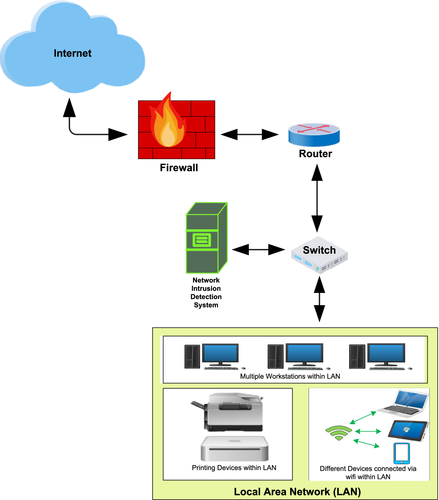 Internet
Firewall
Router
Switch
Network
Intrusion
Detection
System
Multiple Workstations within LAN
Printing Devices within LAN
Different Devices connected via
wifi within LAN
Local Area Network (LAN)